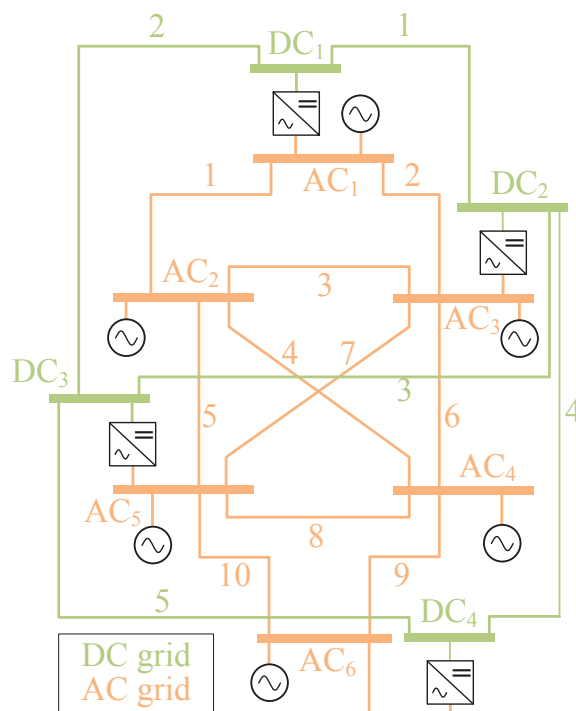 2
DC₁
1
1
AC₁
2
DC₂
AC₂
3
AC₃
DC₃
4
7
3
4
5
6
AC₅
AC₄
8
10
9
5
DC₄
DC grid
AC grid
AC₆